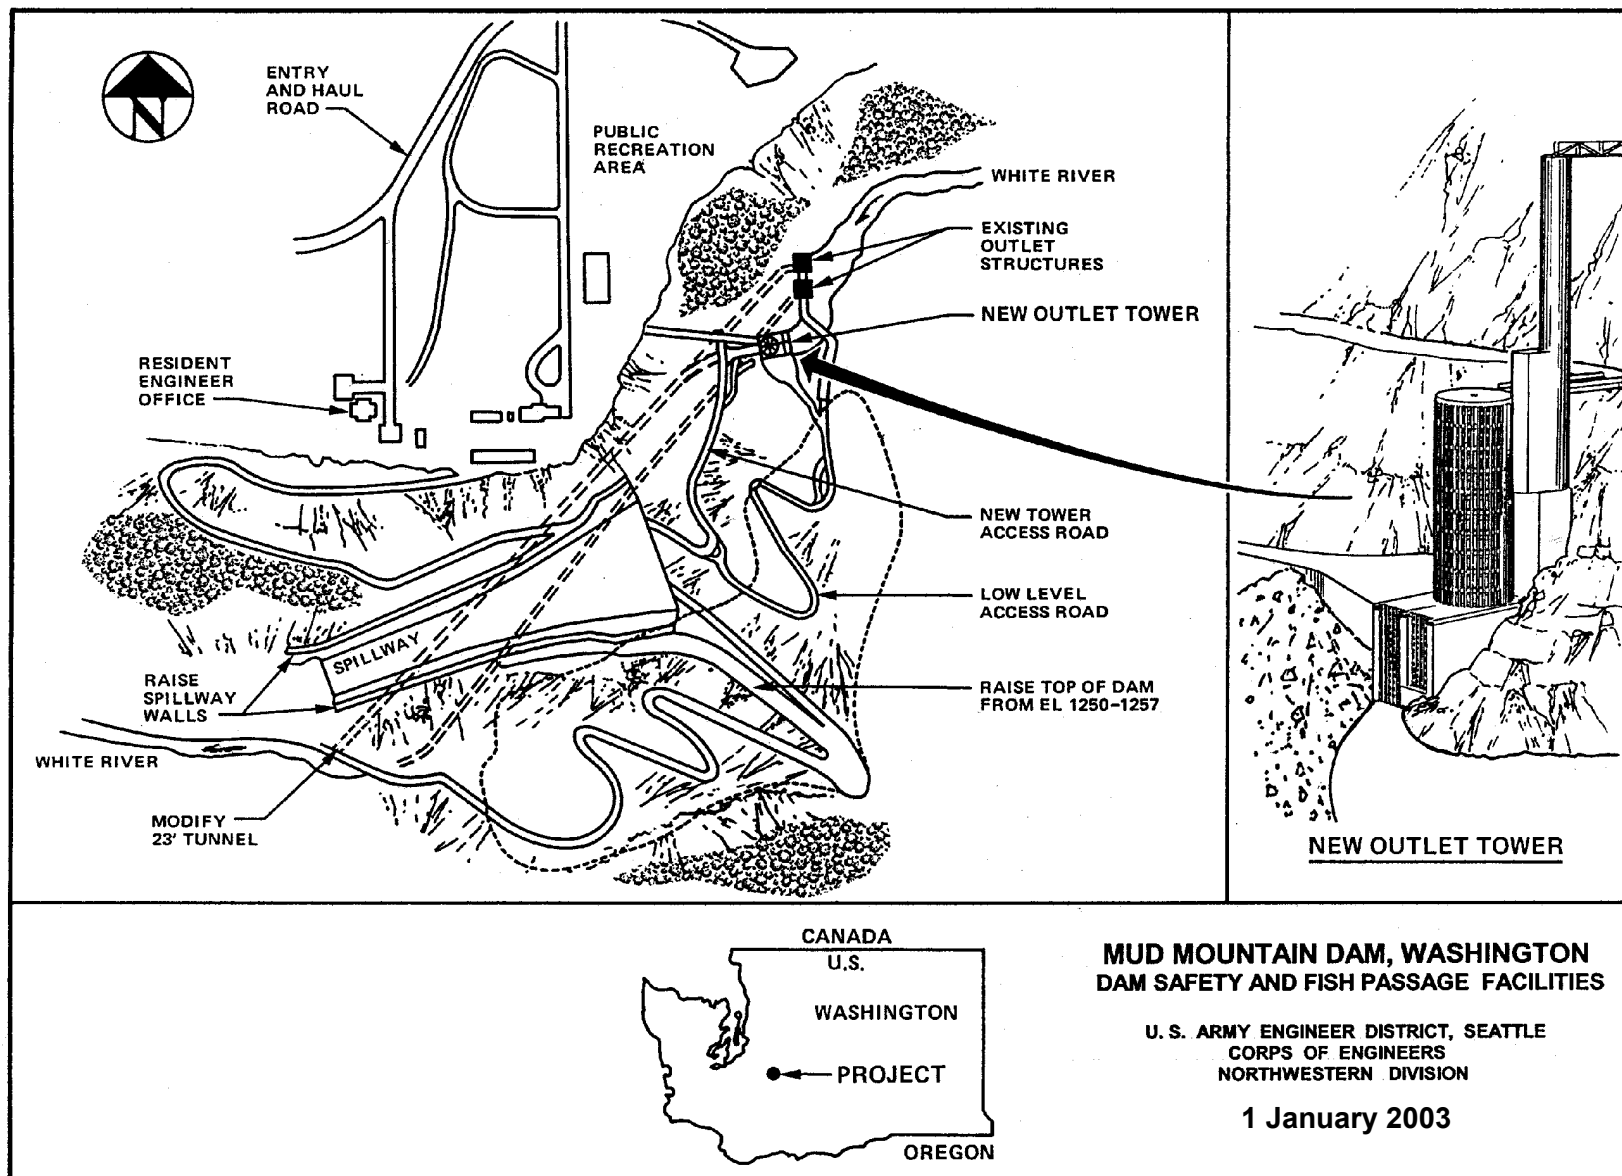 N
ENTRY
AND HAUL
ROAD
PUBLIC
RECREATION
AREA
WHITE RIVER
EXISTING
OUTLET
STRUCTURES
NEW OUTLET TOWER
RESIDENT
ENGINEER
OFFICE
NEW TOWER
ACCESS ROAD
LOW LEVEL
ACCESS ROAD
SPILLWAY
RAISE
SPILLWAY
WALLS
RAISE TOP OF DAM
FROM EL 1250-1257
WHITE RIVER
MODIFY
23' TUNNEL
NEW OUTLET TOWER
CANADA
U.S.
WASHINGTON
PROJECT
OREGON
MUD MOUNTAIN DAM, WASHINGTON
DAM SAFETY AND FISH PASSAGE FACILITIES
U. S. ARMY ENGINEER DISTRICT, SEATTLE
CORPS OF ENGINEERS
NORTHWESTERN DIVISION
1 January 2003